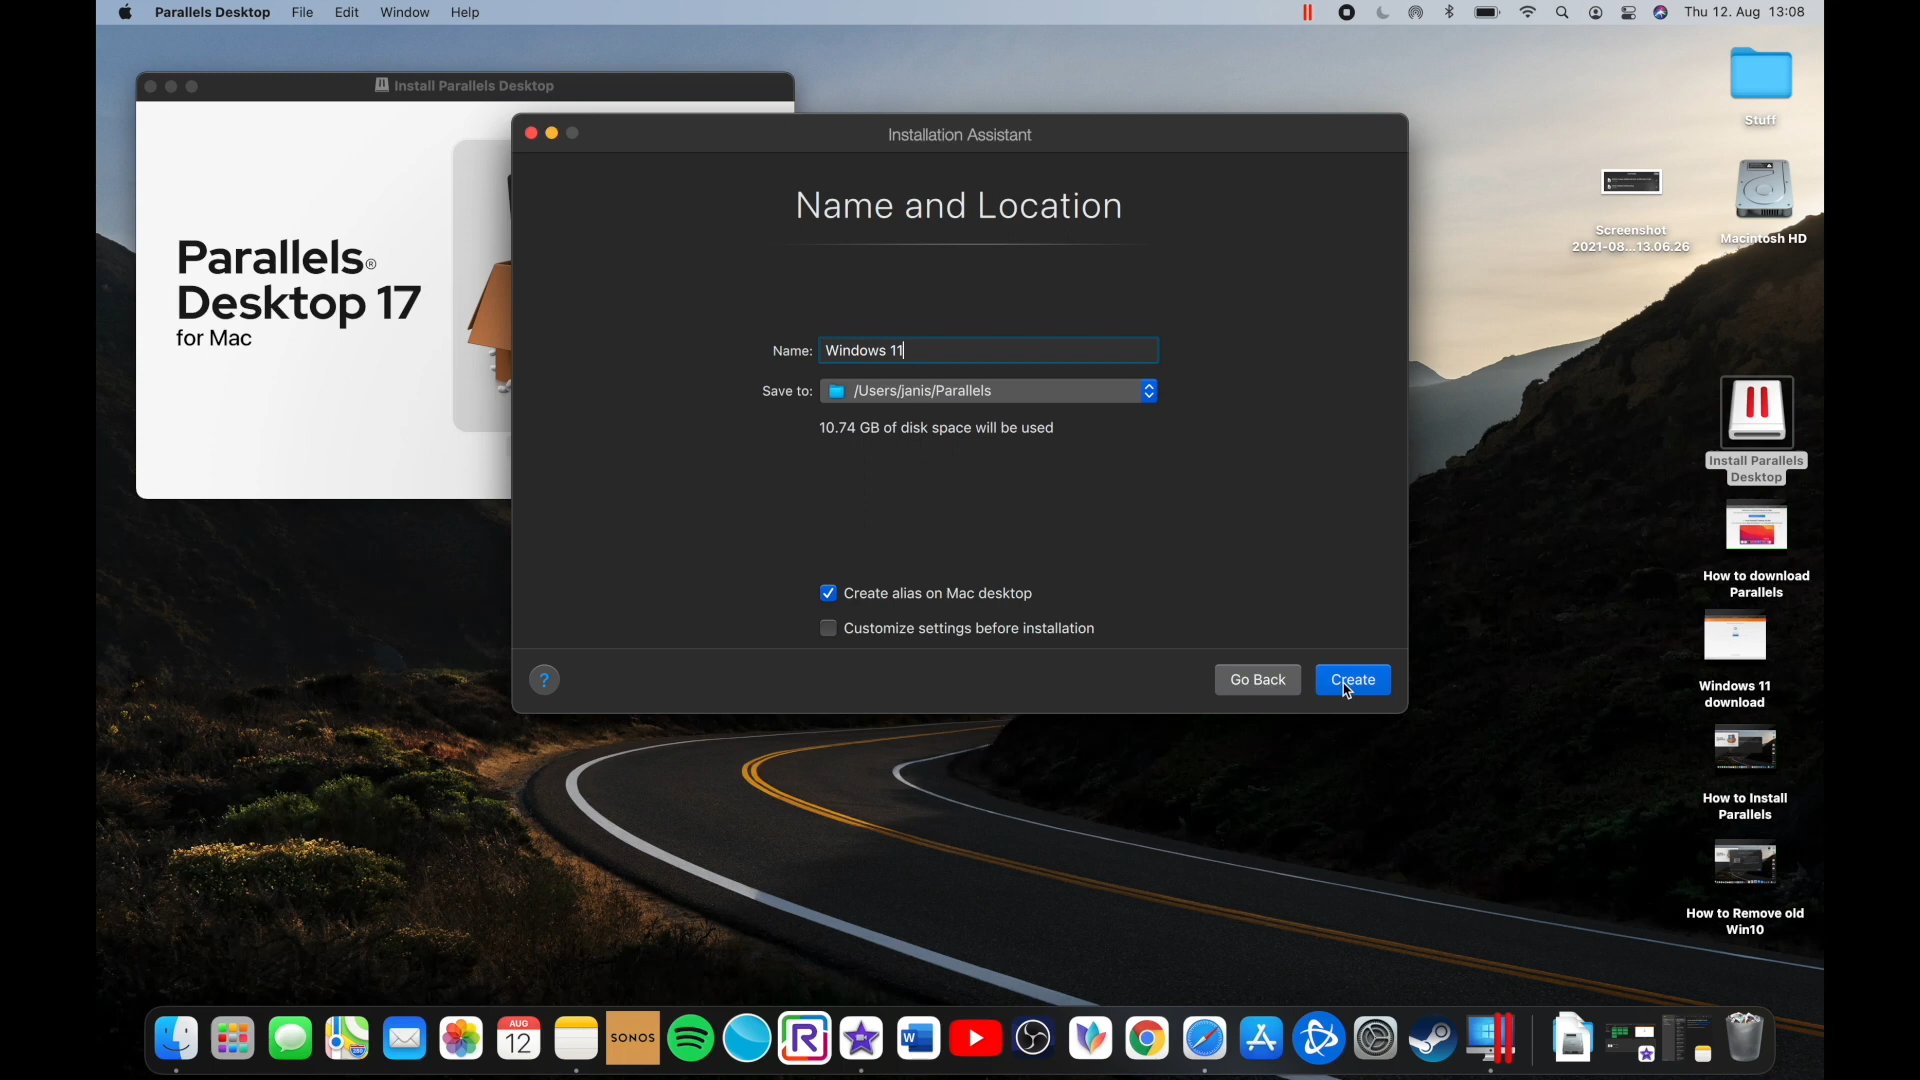 Parallels Desktop File Edit Window Help
Thu 12. Aug 13:08
Install Parallels Desktop
Parallels®
Desktop 17
for Mac
Installation Assistant
Name and Location
Name: Windows 11
Save to: /Users/janis/Parallels
10.74 GB of disk space will be used
Create alias on Mac desktop
Customize settings before installation
?
Go Back
Create
Stuff
Screenshot
2021-08...13.06.26
Macintosh HD
Install Parallels
Desktop
How to download
Parallels
Windows 11
download
How to Install
Parallels
How to Remove old
Win10
280
AUG
12
SONOS
R
W